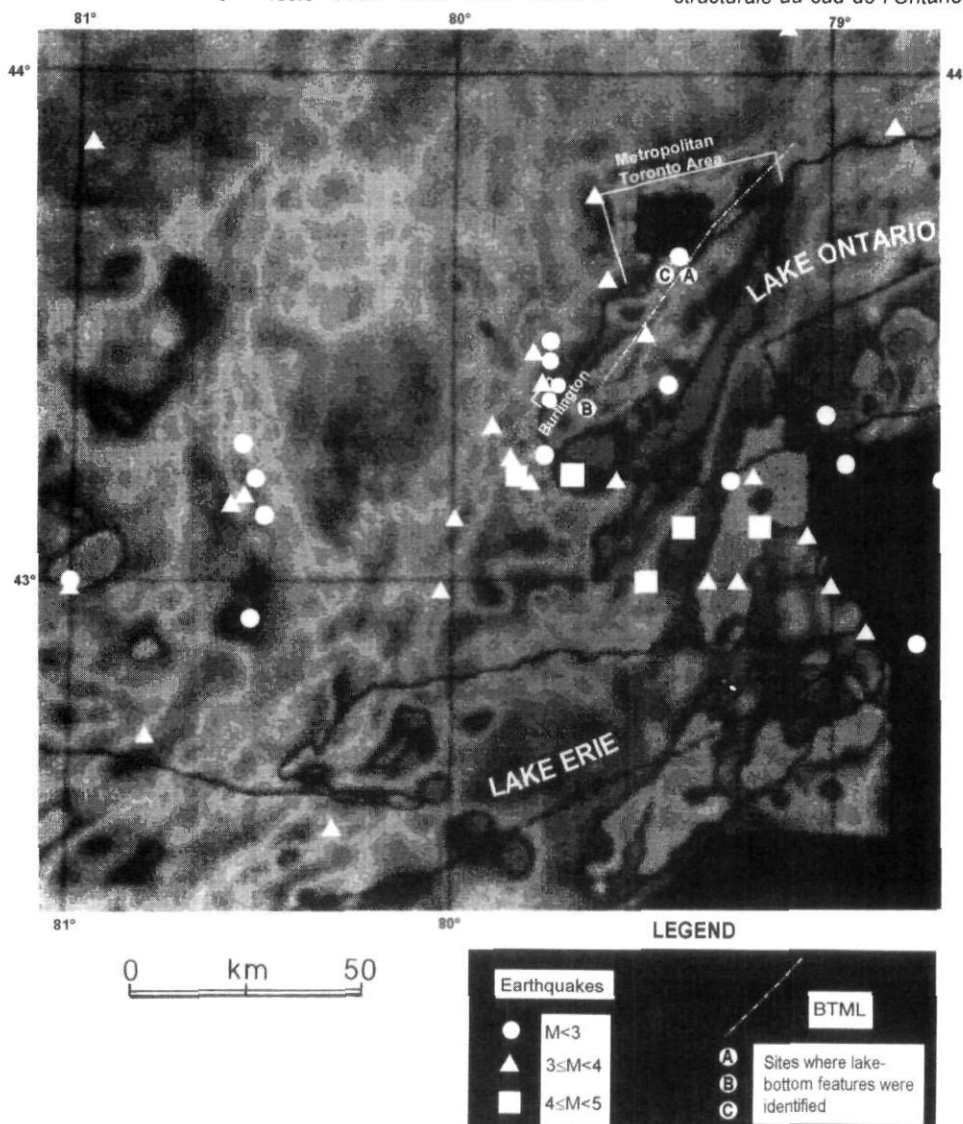 structurale au sud de l'Ontario
81°
80°
79°
44°
44
Metropolitan
Toronto Area
LAKE ONTARIO
C A
Burlington
B
43°
LAKE ERIE
81°
80°
LEGEND
0 km 50
Earthquakes
M<3
3≤M<4
4≤M<5
BTML
A
B
C
Sites where lake-
bottom features were
identified